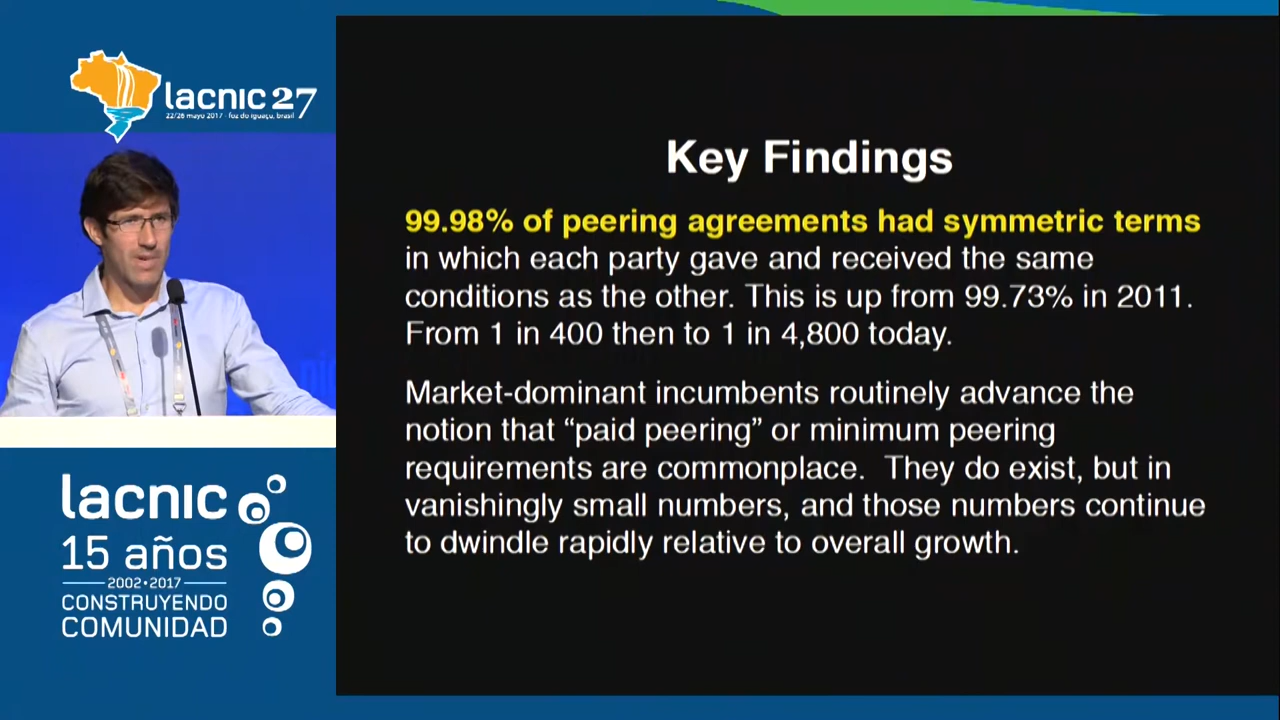 lacnic 27
22/26 mayo 2017 - foz do iguaçu, brasil
Key Findings
99.98% of peering agreements had symmetric terms
in which each party gave and received the same
conditions as the other. This is up from 99.73% in 2011.
From 1 in 400 then to 1 in 4,800 today.
Market-dominant incumbents routinely advance the
notion that “paid peering” or minimum peering
requirements are commonplace.  They do exist, but in
vanishingly small numbers, and those numbers continue
to dwindle rapidly relative to overall growth.
lacnic
15 años
2002•2017
CONSTRUYENDO
COMUNIDAD